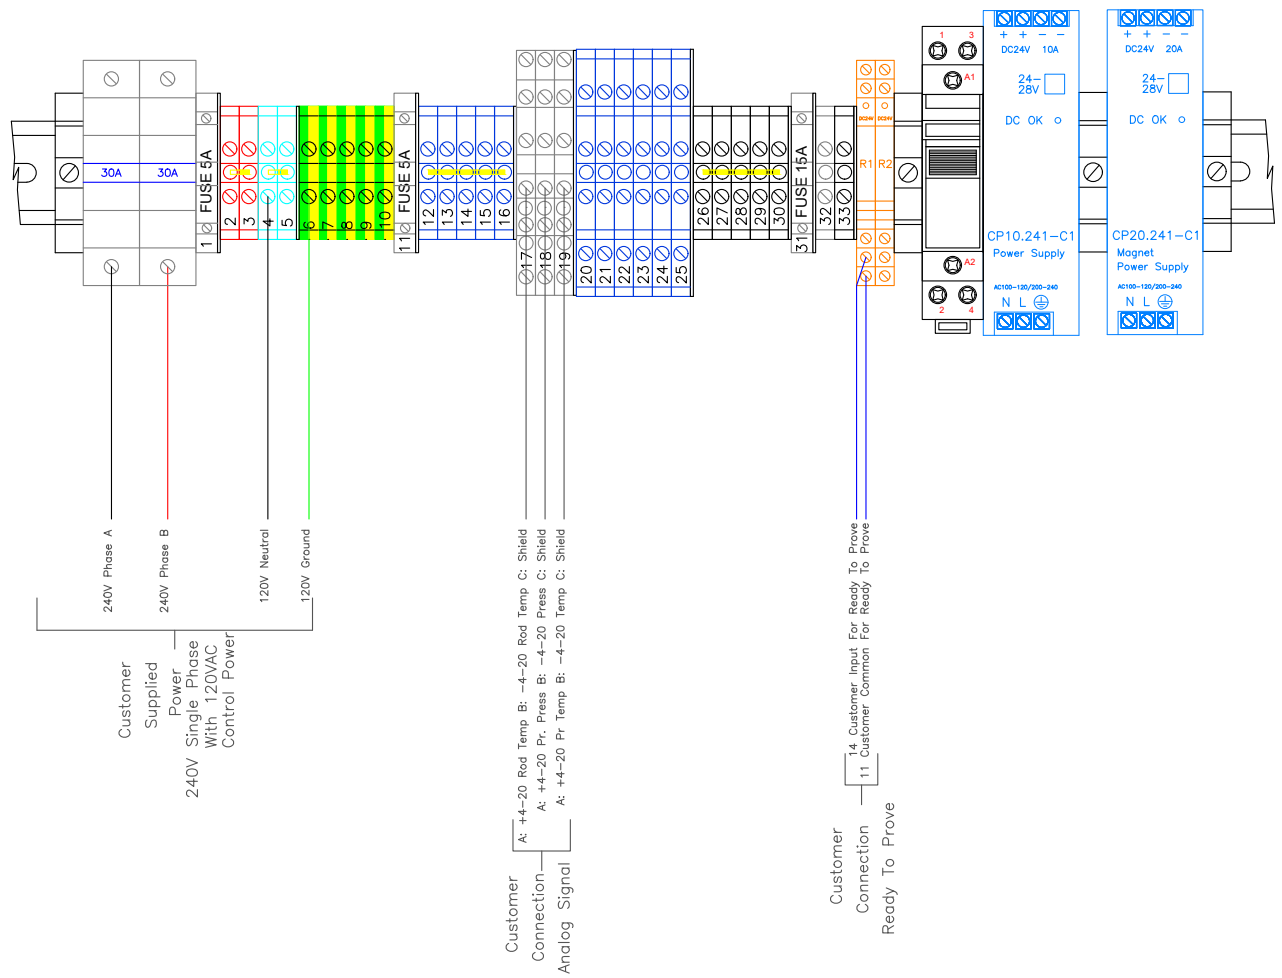 30A 30A
FUSE 5A
1
2
3
4
5
6
7
8
9
10
FUSE 5A
11
12
13
14
15
16
17
18
19
20
21
22
23
24
25
26
27
28
29
30
FUSE 15A
31
32
33
DC24V DC24V
R1 R2
1 3
A1
A2
2 4
+ + − −
DC24V 10A
24−
28V
DC OK
CP10.241−C1
Power Supply
AC100−120/200−240
N L
+ + − −
DC24V 20A
24−
28V
DC OK
CP20.241−C1
Magnet
Power Supply
AC100−120/200−240
N L
240V Phase A
240V Phase B
120V Neutral
120V Ground
Customer
Supplied
Power
240V Single Phase
With 120VAC
Control Power
A: +4−20 Rod Temp B: −4−20 Rod Temp C: Shield
A: +4−20 Pr. Press B: −4−20 Press C: Shield
A: +4−20 Pr Temp B: −4−20 Temp C: Shield
Customer
Connection
Analog Signal
14 Customer Input For Ready To Prove
11 Customer Common For Ready To Prove
Customer
Connection
Ready To Prove